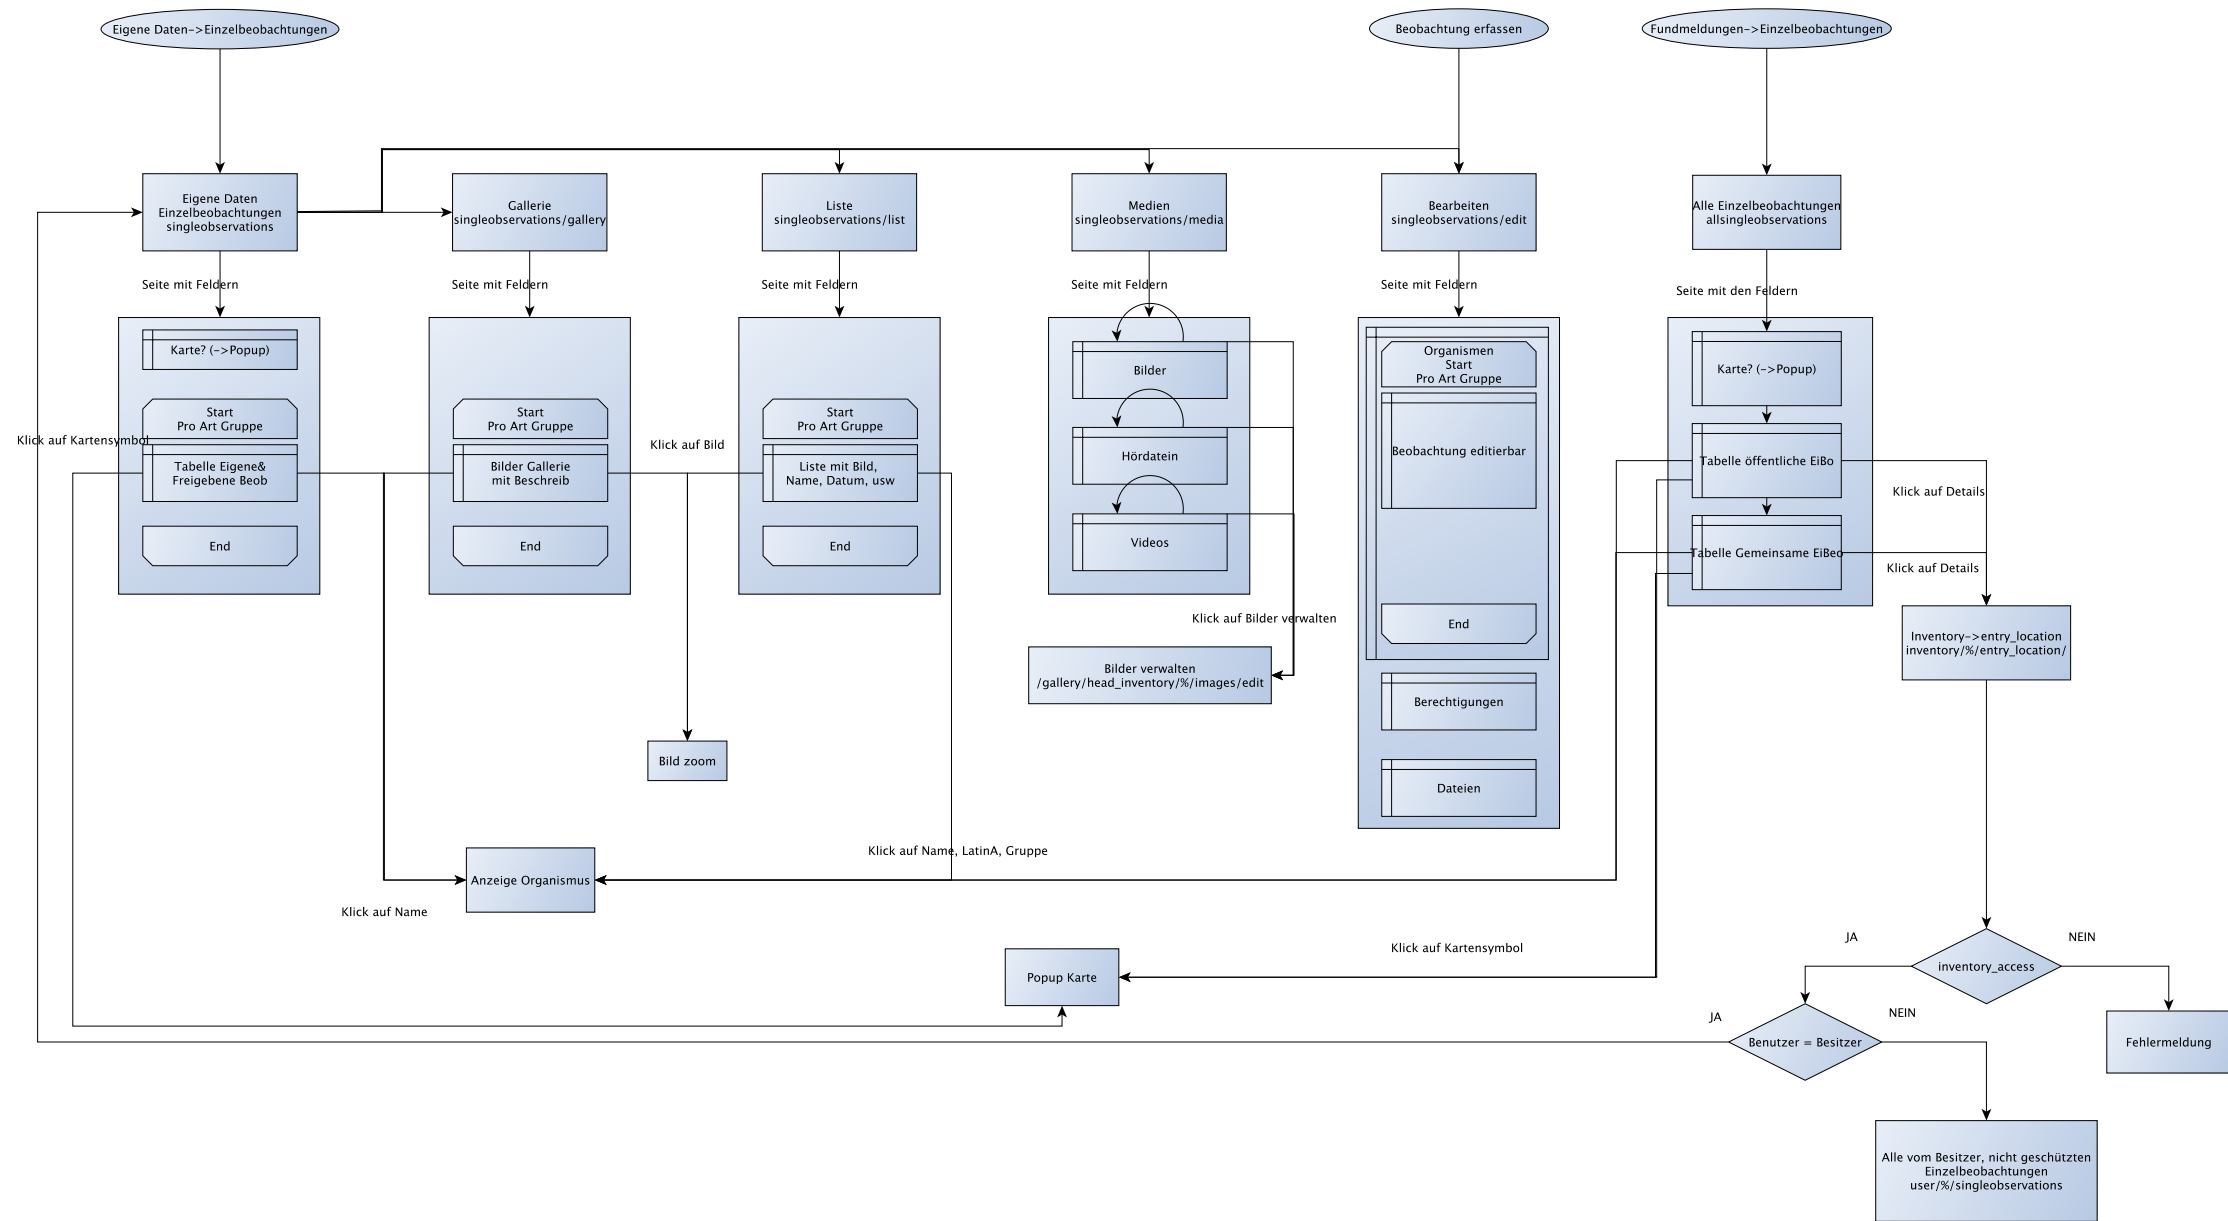 Eigene Daten->Einzelbeobachtungen
Beobachtung erfassen
Fundmeldungen->Einzelbeobachtungen
Eigene Daten
Einzelbeobachtungen
singleobservations
Gallerie
singleobservations/gallery
Liste
singleobservations/list
Medien
singleobservations/media
Bearbeiten
singleobservations/edit
Alle Einzelbeobachtungen
allsingleobservations
Seite mit Feldern
Seite mit Feldern
Seite mit Feldern
Seite mit Feldern
Seite mit Feldern
Seite mit den Feldern
Karte? (->Popup)
Start
Pro Art Gruppe
Klick auf Kartensymbol
Tabelle Eigene&
Freigebene Beob
End
Start
Pro Art Gruppe
Bilder Gallerie
mit Beschreib
End
Klick auf Bild
Start
Pro Art Gruppe
Liste mit Bild,
Name, Datum, usw
End
Bilder
Hördatein
Videos
Klick auf Bilder verwalten
Bilder verwalten
/gallery/head_inventory/%/images/edit
Organismen
Start
Pro Art Gruppe
Beobachtung editierbar
End
Berechtigungen
Dateien
Karte? (->Popup)
Tabelle öffentliche EiBo
Tabelle Gemeinsame EiBeo
Klick auf Details
Klick auf Details
Inventory->entry_location
inventory/%/entry_location/
Bild zoom
Klick auf Name, LatinA, Gruppe
Anzeige Organismus
Klick auf Name
Klick auf Kartensymbol
Popup Karte
JA
NEIN
inventory_access
JA
NEIN
Benutzer = Besitzer
Fehlermeldung
Alle vom Besitzer, nicht geschützten
Einzelbeobachtungen
user/%/singleobservations